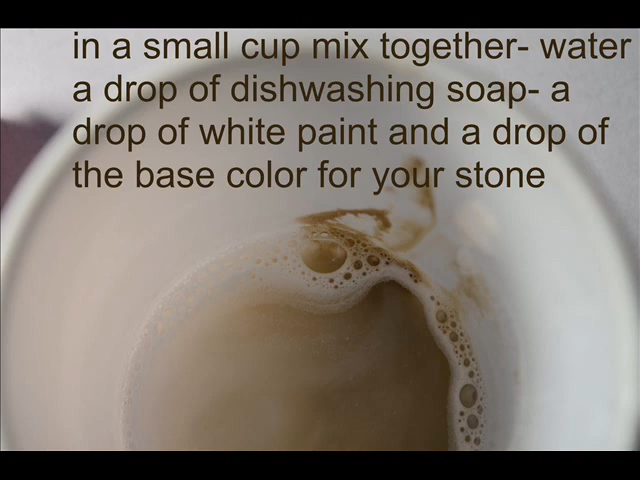 in a small cup mix together- water
a drop of dishwashing soap- a
drop of white paint and a drop of
the base color for your stone